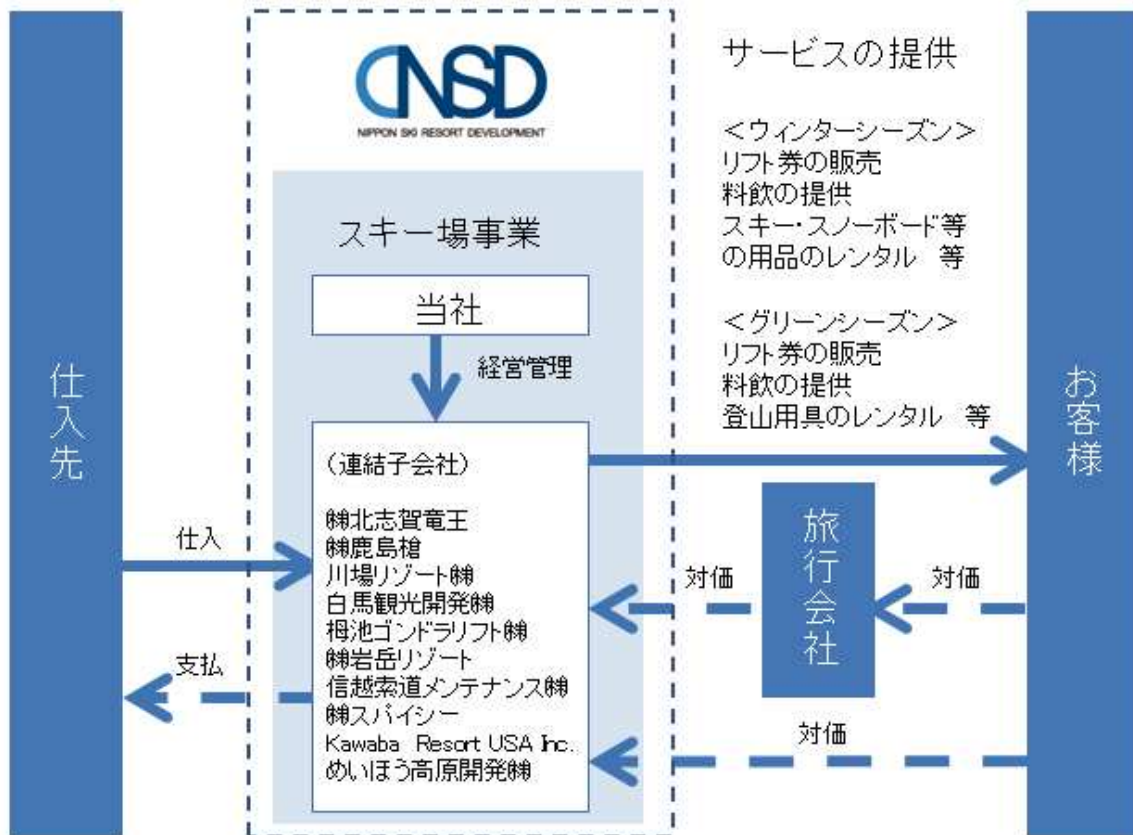 仕入先
仕入
支払
CNSD
NIPPON SKI RESORT DEVELOPMENT
スキー場事業
当社
経営管理
(連結子会社)
㈱北志賀竜王
㈱鹿島槍
川場リゾート㈱
白馬観光開発㈱
栂池ゴンドラリフト㈱
㈱岩岳リゾート
信越索道メンテナンス㈱
㈱スパイシー
Kawaba Resort USA Inc.
めいほう高原開発㈱
サービスの提供
<ウィンターシーズン>
リフト券の販売
料飲の提供
スキー・スノーボード等
の用品のレンタル 等
<グリーンシーズン>
リフト券の販売
料飲の提供
登山用具のレンタル 等
対価
旅行会社
対価
対価
お客様